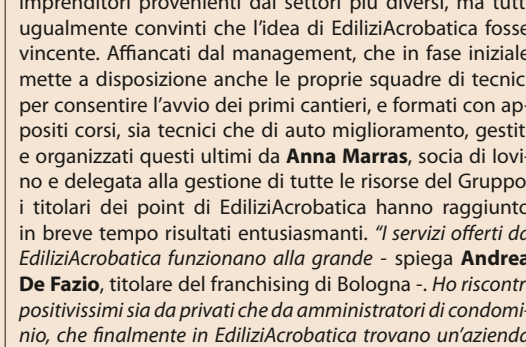 imprenditori provenienti dai settori più diversi, ma tutt
ugualmente convinti che l'idea di EdiliziAcrobatica fosse
vincente. Affiancati dal management, che in fase iniziale
mette a disposizione anche le proprie squadre di tecnic
per consentire l'avvio dei primi cantieri, e formati con ap-
positi corsi, sia tecnici che di auto miglioramento, gestit
e organizzati questi ultimi da Anna Marras, socia di Iovi-
no e delegata alla gestione di tutte le risorse del Gruppo
i titolari dei point di EdiliziAcrobatica hanno raggiunto
in breve tempo risultati entusiasmanti. “I servizi offerti da
EdiliziAcrobatica funzionano alla grande - spiega Andrea
De Fazio, titolare del franchising di Bologna -. Ho riscontr
positivissimi sia da privati che da amministratori di condomi-
nio, che finalmente in EdiliziAcrobatica trovano un'azienda